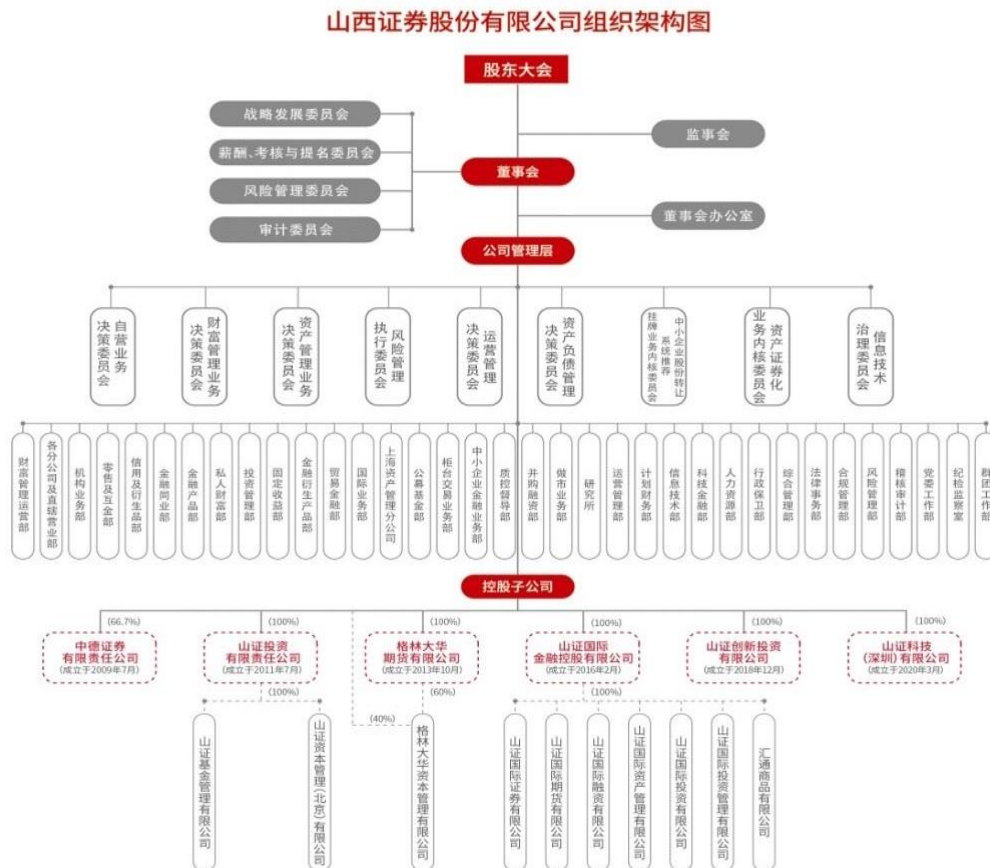 山西证券股份有限公司组织架构图
股东大会
战略发展委员会
监事会
薪酬、考核与提名委员会
董事会
风险管理委员会
董事会办公室
审计委员会
公司管理层
自营业务
决策委员会
财富管理业务
决策委员会
资产管理业务
决策委员会
风险管理
执行委员会
运营管理
决策委员会
资产负债管理
决策委员会
中小企业股份转让
系统推荐
挂牌业务内核委员会
资产证券化
业务内核委员会
信息技术
治理委员会
财富管理运营部
各分公司及直辖营业部
机构业务部
零售及互金部
信用及衍生品部
金融同业部
金融产品部
私人财富部
投资管理部
固定收益部
金融衍生产品部
贸易金融部
国际业务部
上海资产管理分公司
公募基金部
柜台交易业务部
中小企业金融业务部
质控督导部
并购融资部
做市业务部
研究所
运营管理部
计划财务部
信息技术部
科技金融部
人力资源部
行政保卫部
综合管理部
法律事务部
合规管理部
风险管理部
稽核审计部
党委工作部
纪检监察室
群团工作部
控股子公司
(66.7%)
(100%)
(100%)
(100%)
(100%)
(100%)
中德证券
有限责任公司
(成立于2009年7月)
山证投资
有限责任公司
(成立于2011年7月)
格林大华
期货有限公司
(成立于2013年10月)
山证国际
金融控股有限公司
(成立于2016年2月)
山证创新投资
有限公司
(成立于2018年12月)
山证科技
(深圳)有限公司
(成立于2020年3月)
(100%)
(60%)
(100%)
(40%)
山证基金管理有限公司
山证资本管理(北京)有限公司
格林大华资本管理有限公司
山证国际证券有限公司
山证国际期货有限公司
山证国际融资有限公司
山证国际资产管理有限公司
山证国际投资有限公司
山证国际投资管理有限公司
汇通商品有限公司